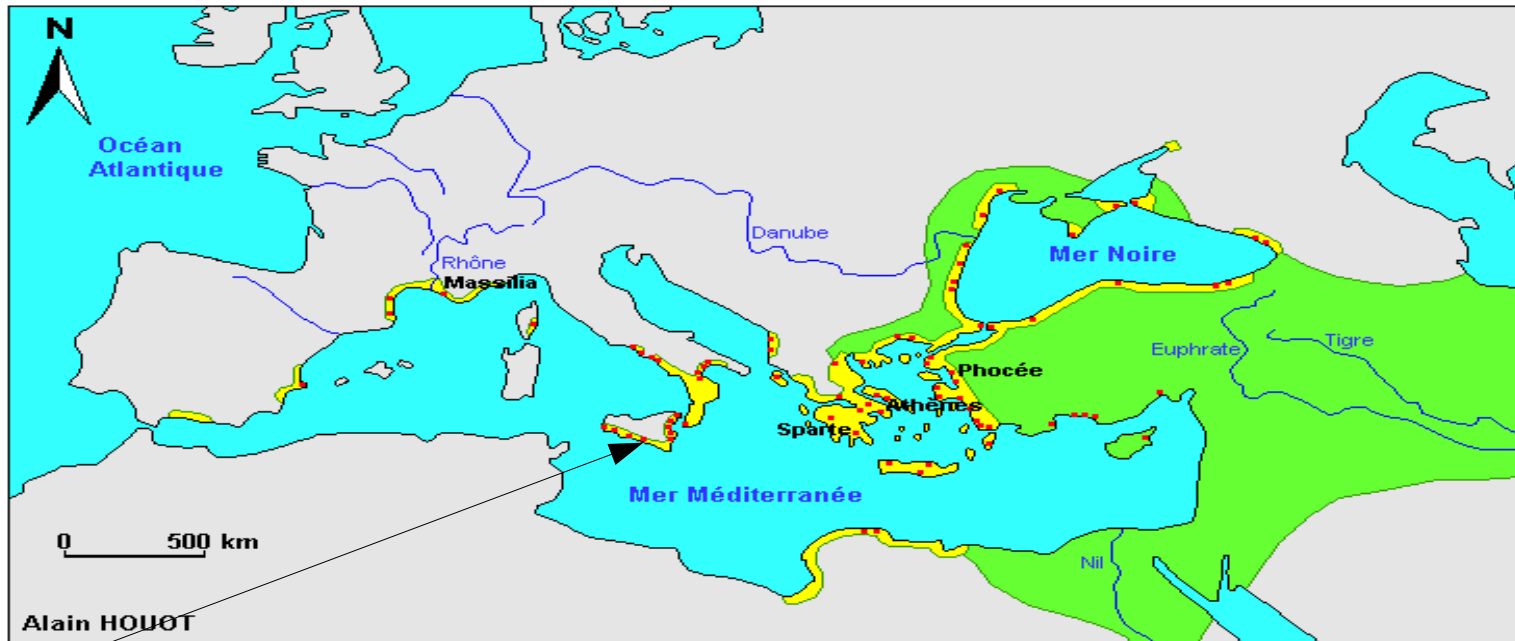 N
Océan
Atlantique
Danube
Mer Noire
Rhône
Massilia
Euphrate
Tigre
Phocée
Athènes
Sparte
Mer Méditerranée
0 500 km
Nil
Alain HOUOT